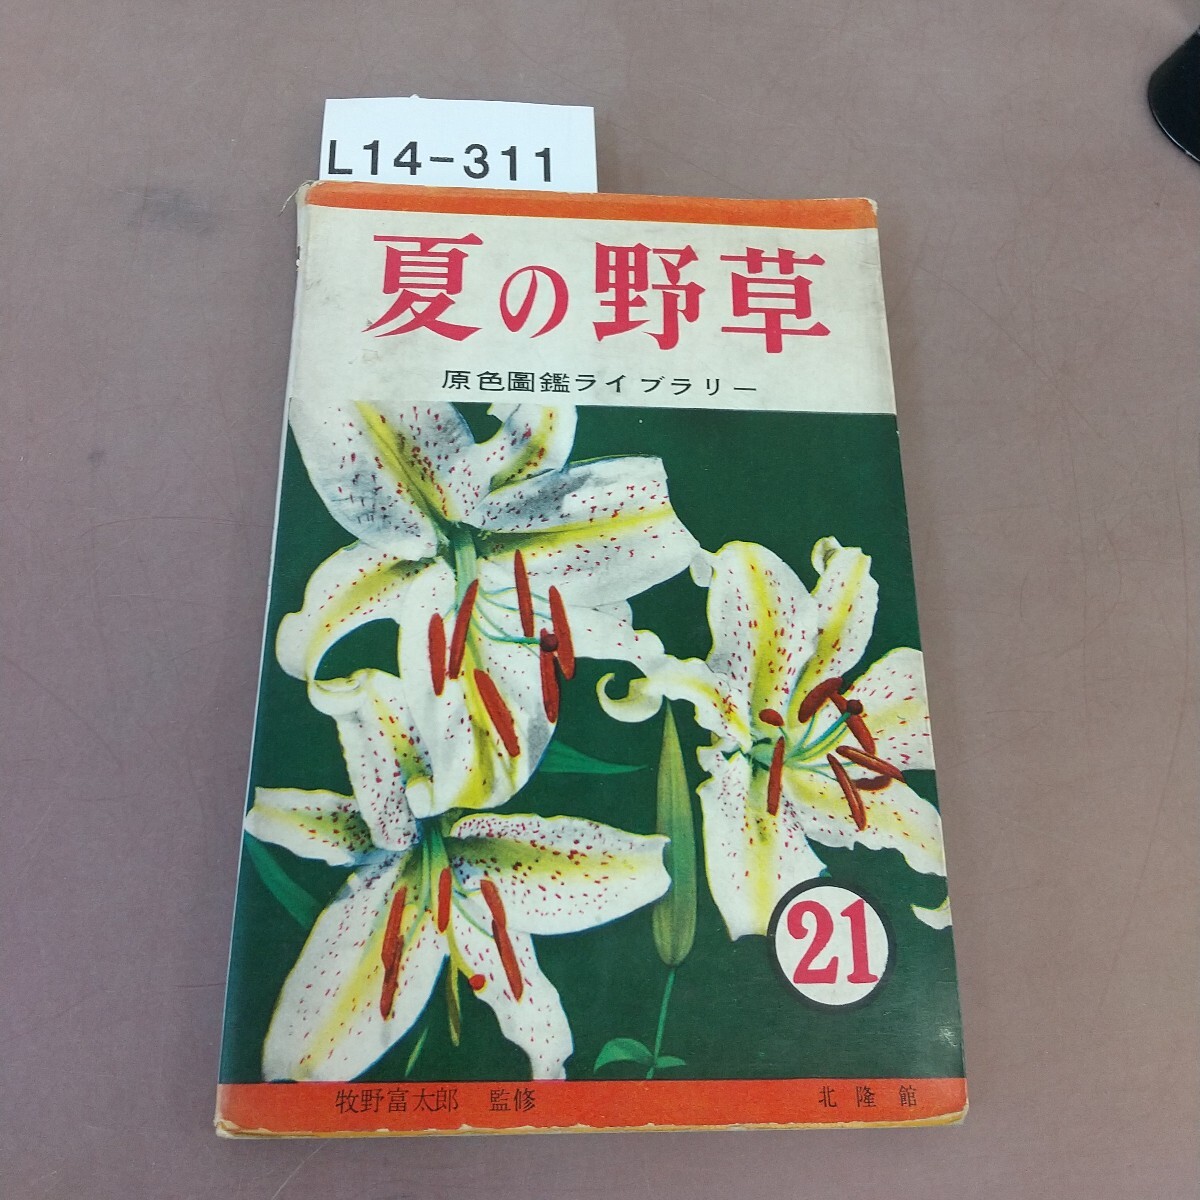 L14-311
夏の野草
原色圖鑑ライブラリー
21
牧野富太郎 監修 北隆館